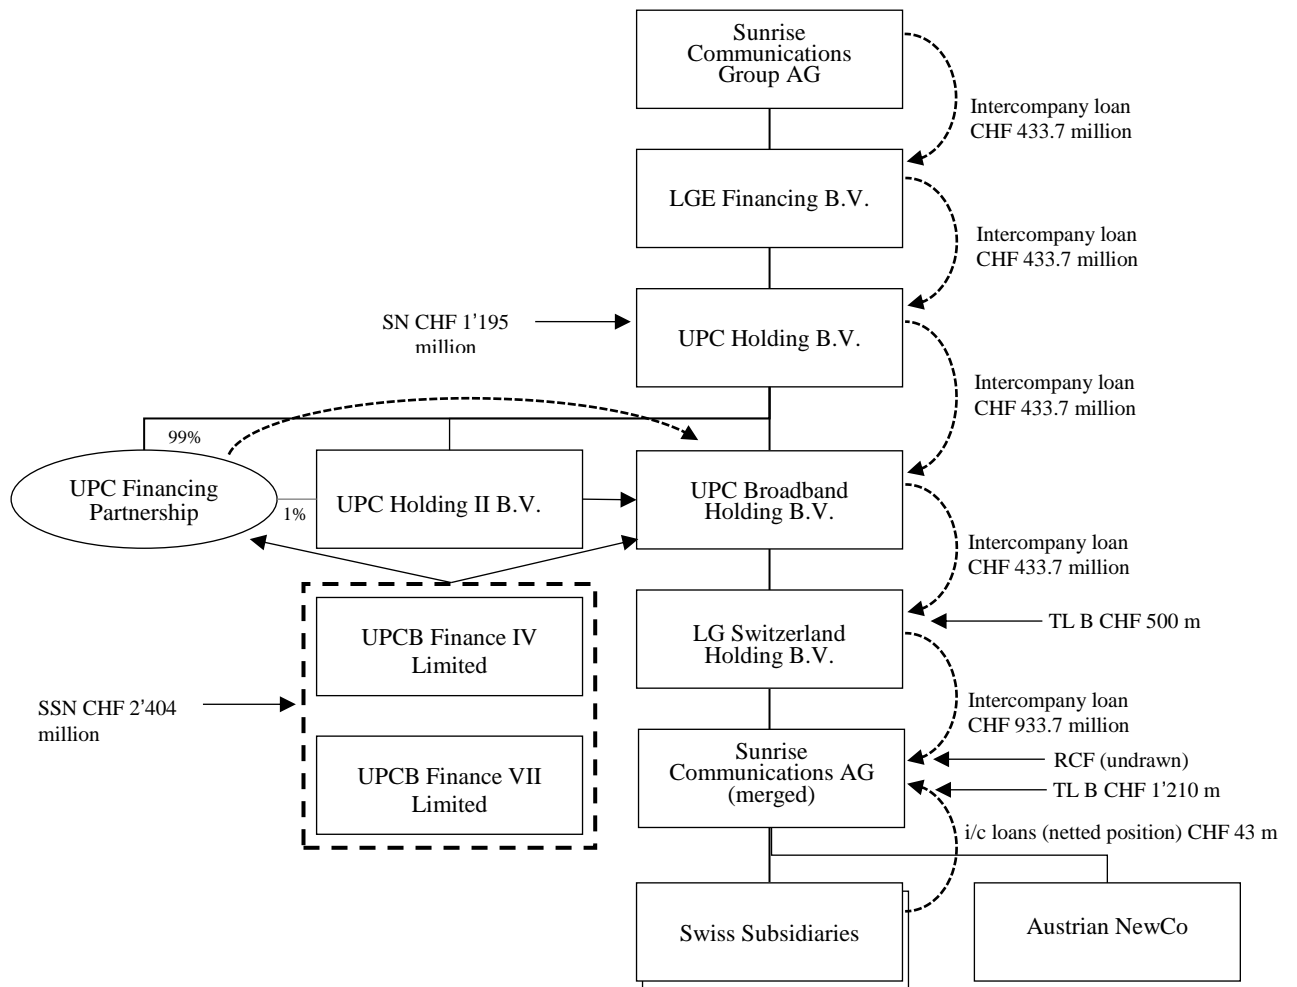 Sunrise
Communications
Group AG
Intercompany loan
CHF 433.7 million
LGE Financing B.V.
Intercompany loan
CHF 433.7 million
SN CHF 1’195
million
UPC Holding B.V.
Intercompany loan
CHF 433.7 million
99%
UPC Financing
Partnership
1%
UPC Holding II B.V.
UPC Broadband
Holding B.V.
Intercompany loan
CHF 433.7 million
UPCB Finance IV
Limited
LG Switzerland
Holding B.V.
TL B CHF 500 m
SSN CHF 2’404
million
Intercompany loan
CHF 933.7 million
UPCB Finance VII
Limited
Sunrise
Communications AG
(merged)
RCF (undrawn)
TL B CHF 1’210 m
i/c loans (netted position) CHF 43 m
Swiss Subsidiaries
Austrian NewCo